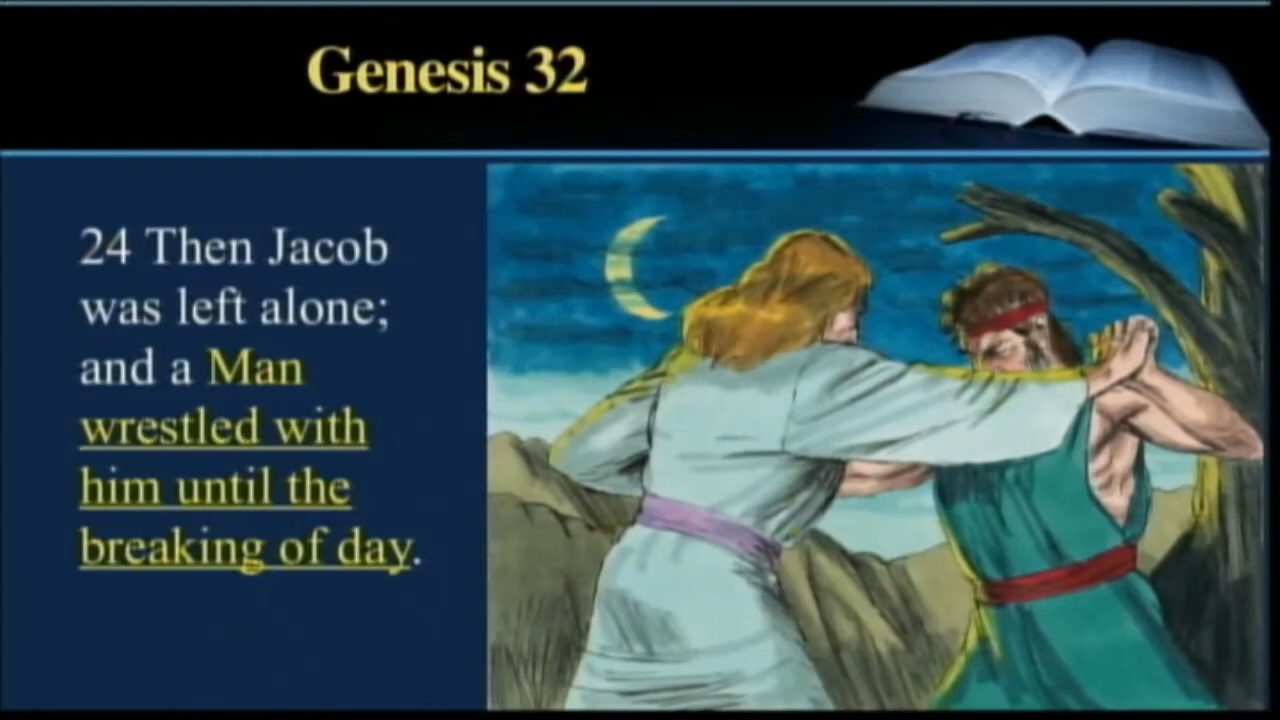 Genesis 32
24 Then Jacob
was left alone;
and a Man
wrestled with
him until the
breaking of day.